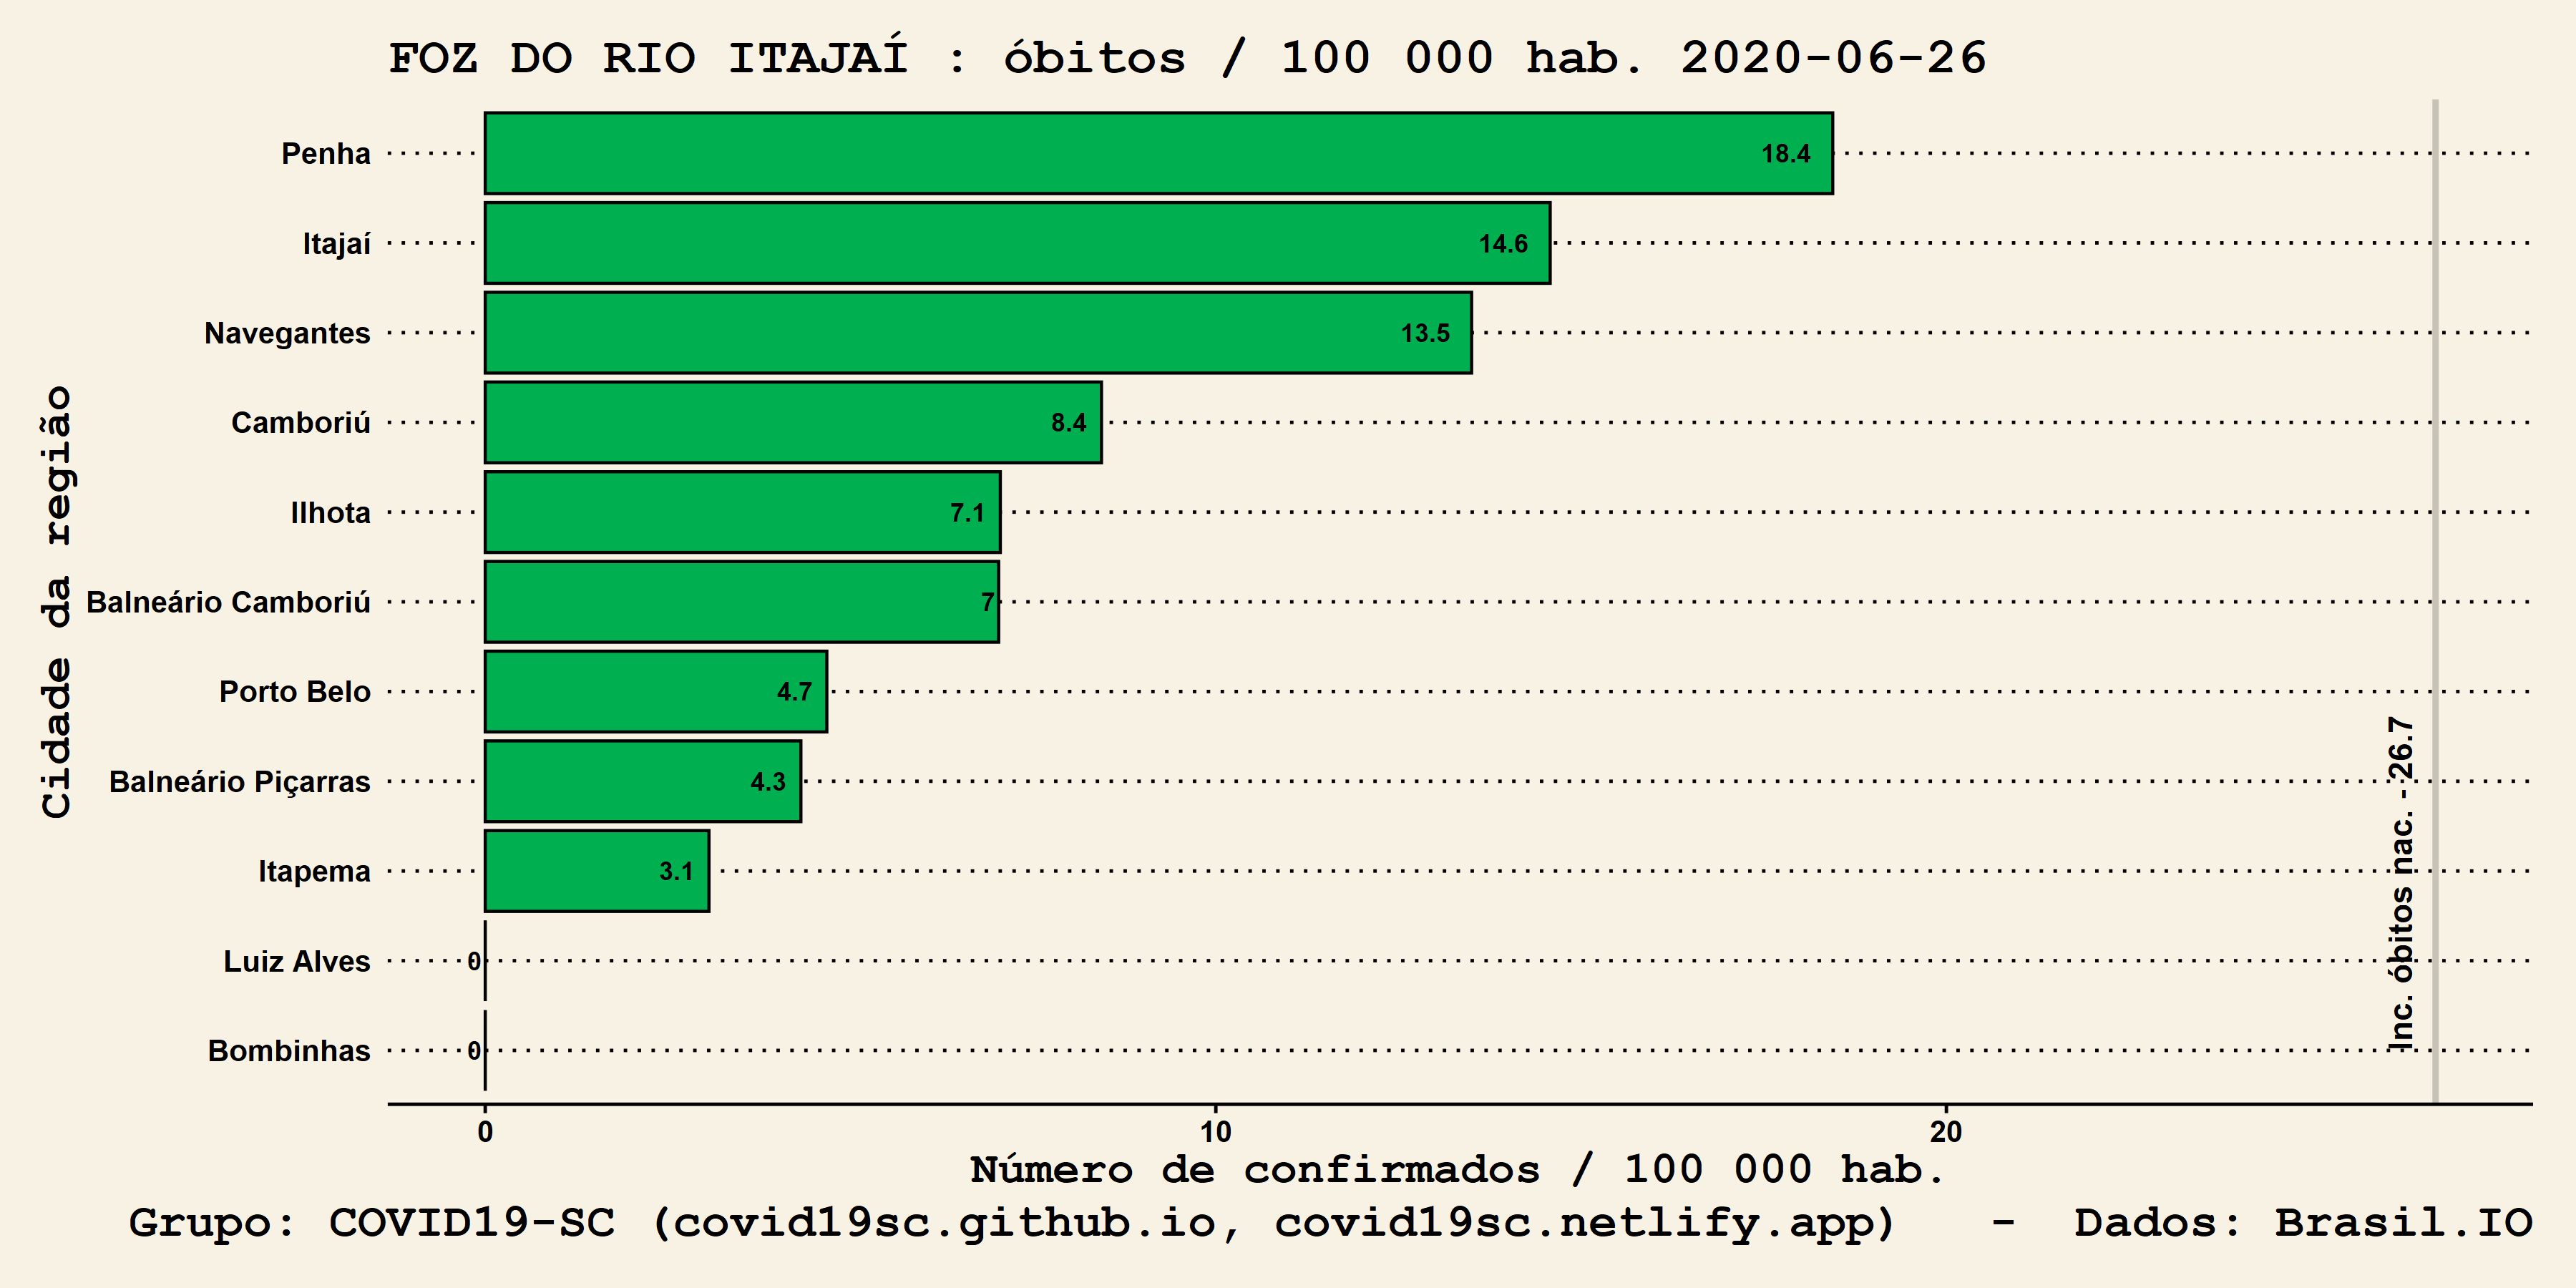 FOZ DO RIO ITAJAÍ : óbitos / 100 000 hab. 2020-06-26
Cidade da região
Penha 18.4
Itajaí 14.6
Navegantes 13.5
Camboriú 8.4
Ilhota 7.1
Balneário Camboriú 7
Porto Belo 4.7
Balneário Piçarras 4.3
Itapema 3.1
Luiz Alves 0
Bombinhas 0
Inc. óbitos nac. - 26.7
0 10 20
Número de confirmados / 100 000 hab.
Grupo: COVID19-SC (covid19sc.github.io, covid19sc.netlify.app) - Dados: Brasil.IO